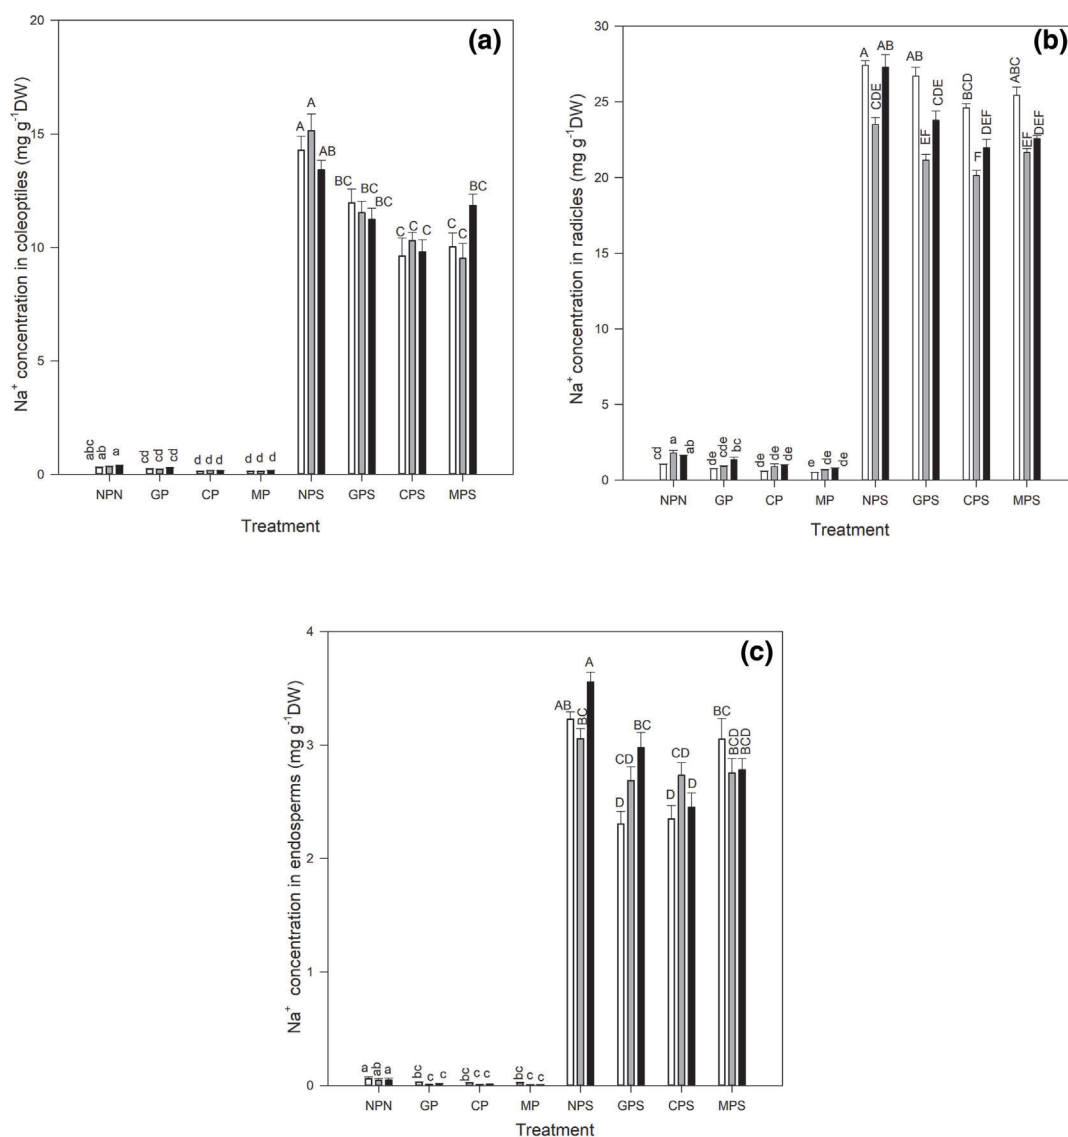 (a)
Na⁺ concentration in coleoptiles (mg g⁻¹DW)
20
15
10
5
0
abc ab a cd cd cd d d d d d d
A A AB BC BC BC C C C C C BC
NPN GP CP MP NPS GPS CPS MPS
Treatment
(b)
Na⁺ concentration in radicles (mg g⁻¹DW)
30
25
20
15
10
5
0
cd a ab de cde bc de de de e de de
A CDE AB AB EF CDE BCD F DEF ABC EF DEF
NPN GP CP MP NPS GPS CPS MPS
Treatment
(c)
Na⁺ concentration in endosperms (mg g⁻¹DW)
4
3
2
1
0
a ab a bc c c bc c c bc c c
AB BC A D CD BC D CD D BC BCD BCD
NPN GP CP MP NPS GPS CPS MPS
Treatment